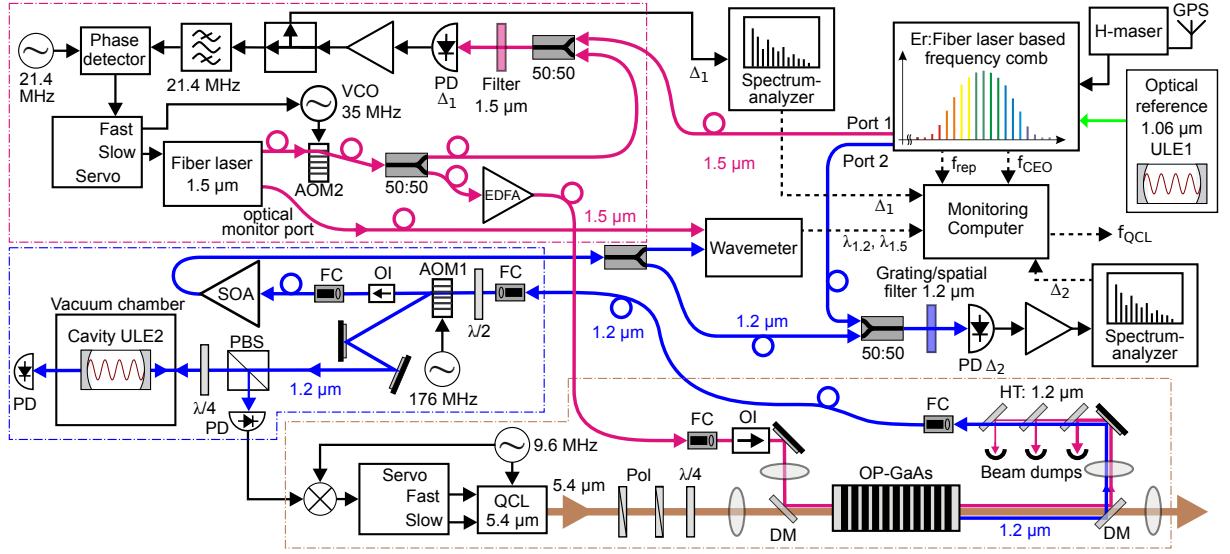 21.4
MHz
Phase
detector
21.4 MHz
PD
Δ1
Filter
1.5 µm
50:50
Δ1
Spectrum-
analyzer
Er:Fiber laser based
frequency comb
H-maser
GPS
Optical
reference
1.06 µm
ULE1
VCO
35 MHz
Fast
Slow
Servo
Fiber laser
1.5 µm
AOM2
50:50
EDFA
optical
monitor port
1.5 µm
1.5 µm
Port 1
Port 2
frep
fCEO
Δ1
Monitoring
Computer
fQCL
Wavemeter
λ1.2, λ1.5
Δ2
Vacuum chamber
Cavity ULE2
PD
λ/4
PBS
PD
SOA
FC
OI
AOM1
λ/2
FC
1.2 µm
176 MHz
1.2 µm
1.2 µm
50:50
Grating/spatial
filter 1.2 µm
PD Δ2
Spectrum-
analyzer
9.6 MHz
Servo
Fast
Slow
QCL
5.4 µm
5.4 µm
Pol
λ/4
FC
OI
DM
OP-GaAs
1.2 µm
FC
HT: 1.2 µm
Beam dumps
DM